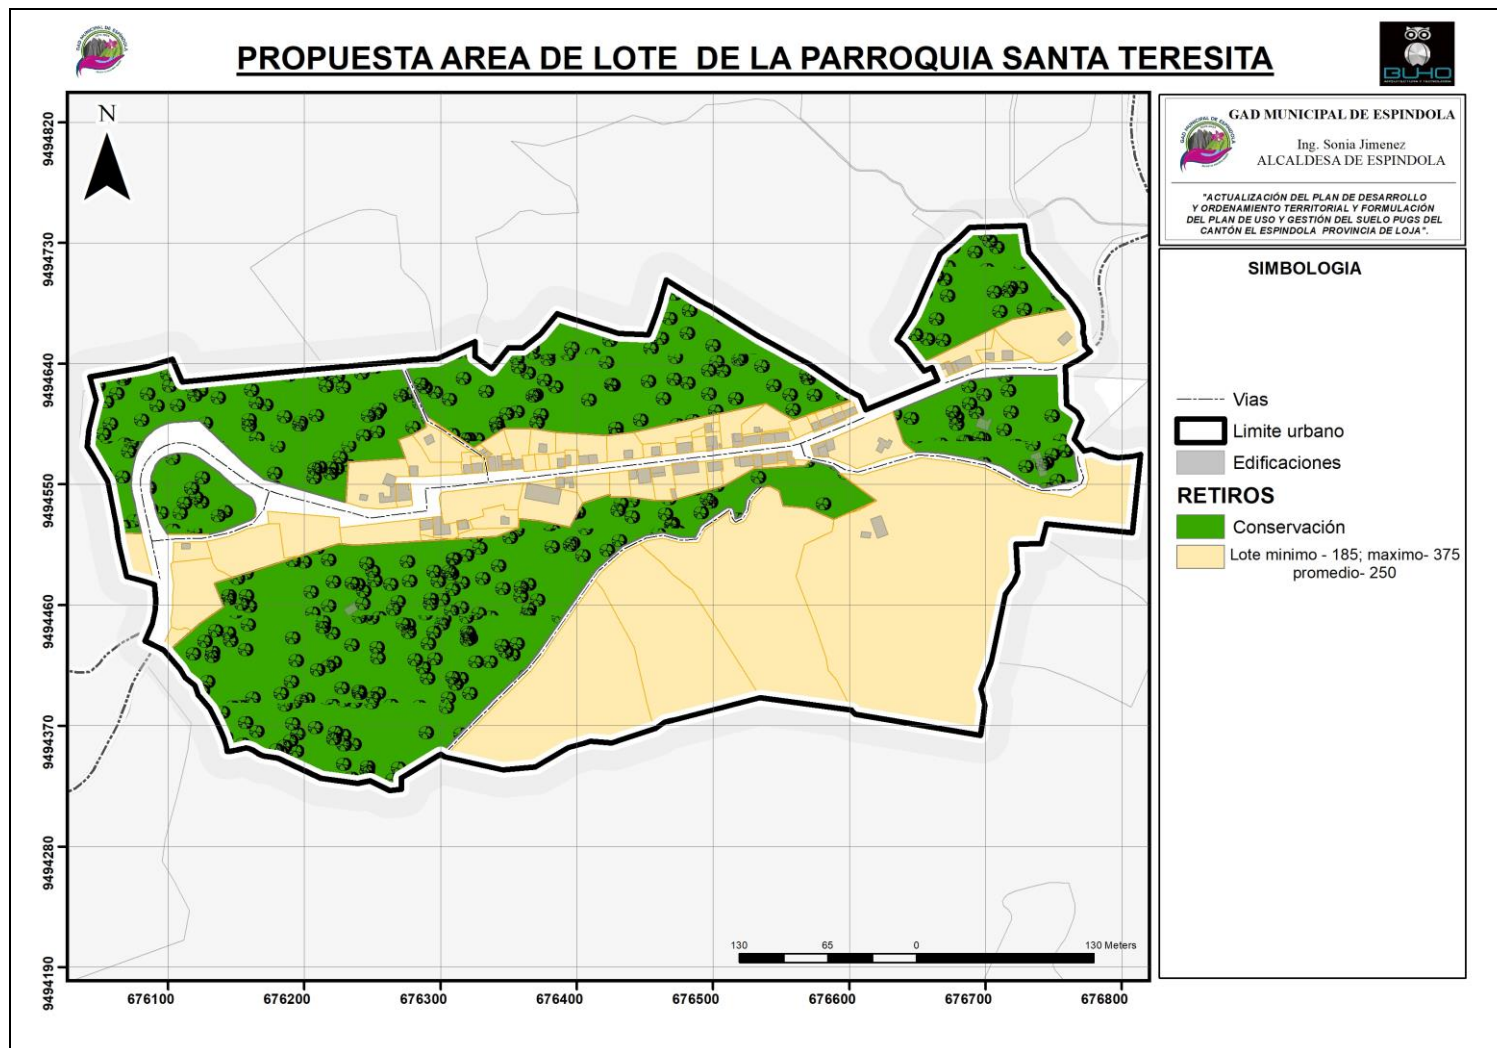 PROPUESTA AREA DE LOTE DE LA PARROQUIA SANTA TERESITA
GAD MUNICIPAL DE ESPINDOLA
BUHO
N
GAD MUNICIPAL DE ESPINDOLA
Ing. Sonia Jimenez
ALCALDESA DE ESPINDOLA
"ACTUALIZACIÓN DEL PLAN DE DESARROLLO
Y ORDENAMIENTO TERRITORIAL Y FORMULACIÓN
DEL PLAN DE USO Y GESTIÓN DEL SUELO PUGS DEL
CANTÓN EL ESPINDOLA PROVINCIA DE LOJA".
SIMBOLOGIA
Vias
Limite urbano
Edificaciones
RETIROS
Conservación
Lote minimo - 185; maximo- 375
promedio- 250
9494820
9494730
9494640
9494550
9494460
9494370
9494280
9494190
130 65 0 130 Meters
676100 676200 676300 676400 676500 676600 676700 676800